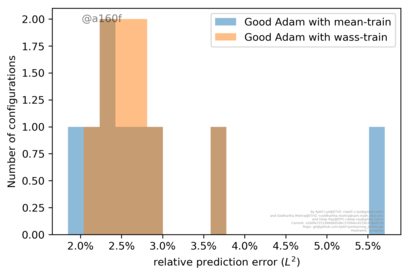 @a160f
Good Adam with mean-train
Good Adam with wass-train
2.00
1.75
1.50
1.25
1.00
0.75
0.50
0.25
0.00
Number of configurations
2.0% 2.5% 3.0% 3.5% 4.0% 4.5% 5.0% 5.5%
relative prediction error (L²)